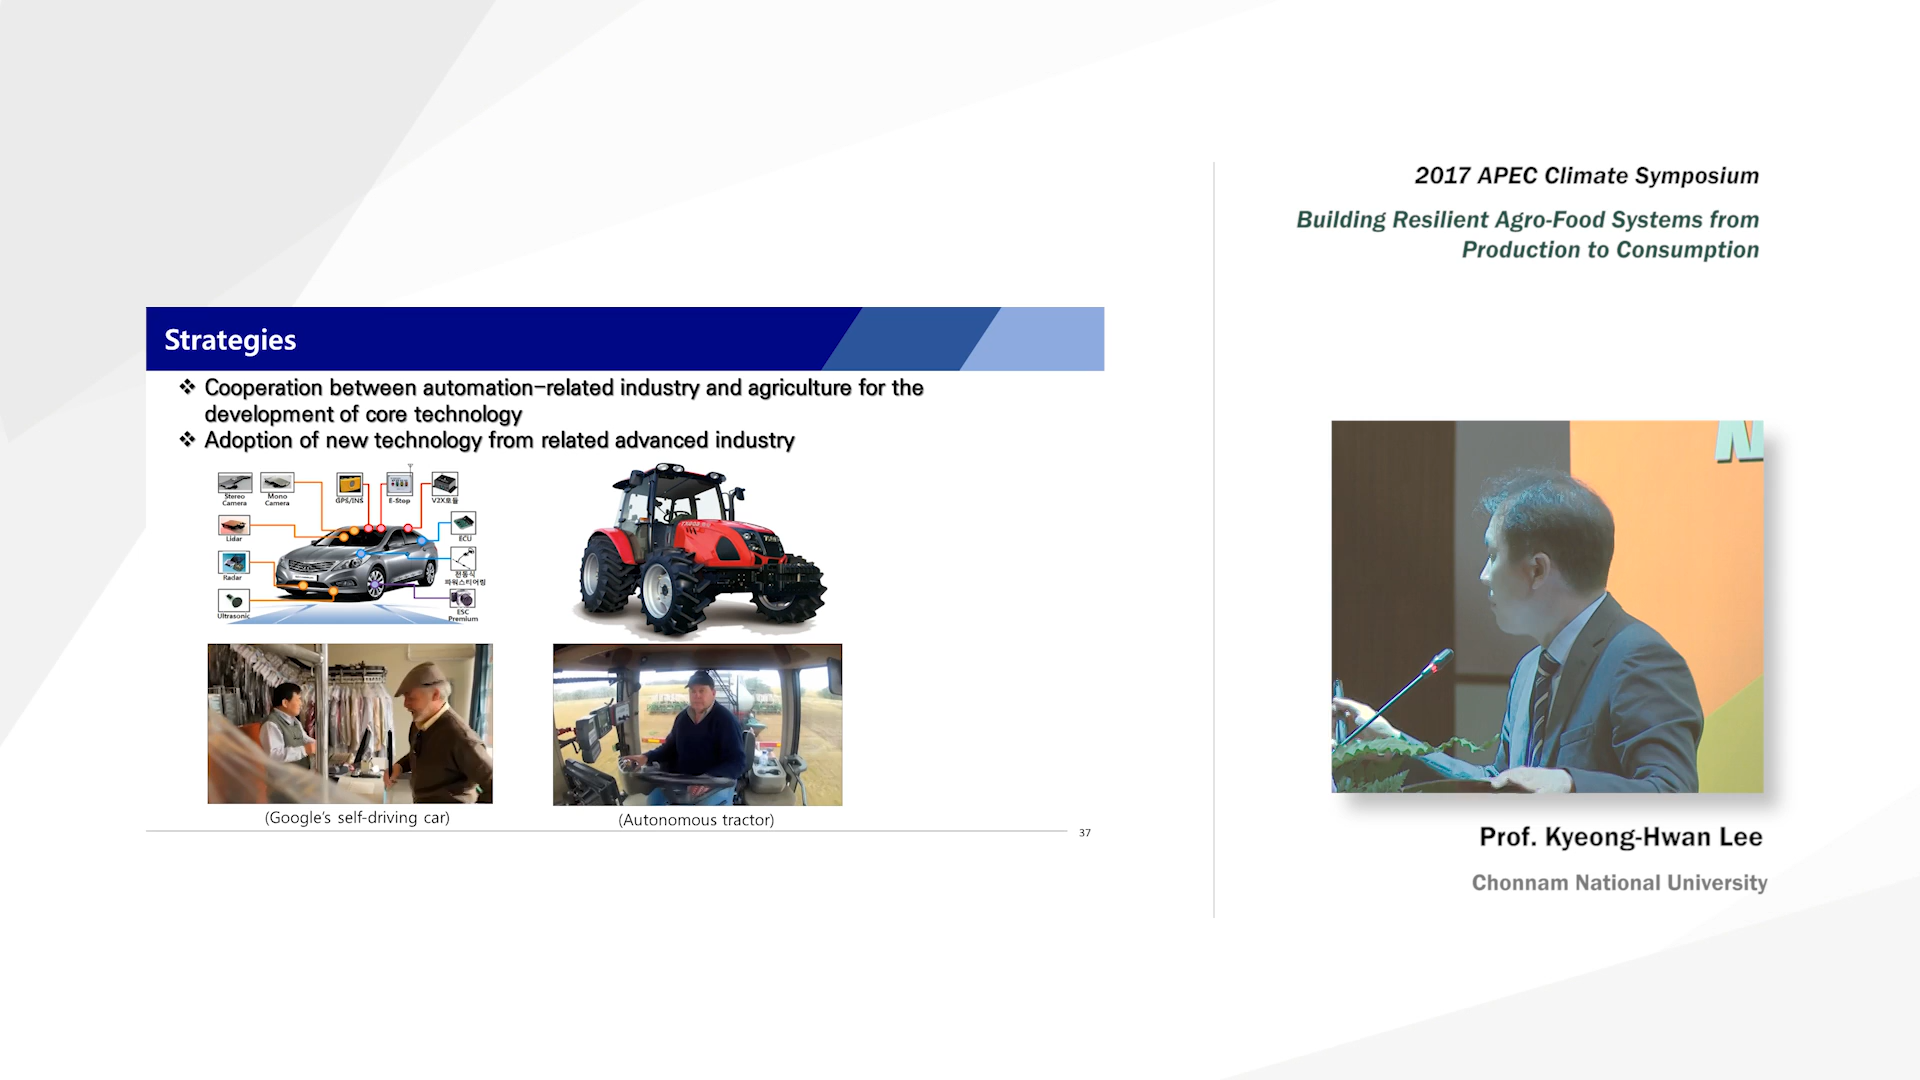 2017 APEC Climate Symposium
Building Resilient Agro-Food Systems from
Production to Consumption
Strategies
❖ Cooperation between automation-related industry and agriculture for the
development of core technology
❖ Adoption of new technology from related advanced industry
Stereo
Camera
Mono
Camera
GPS/INS
E-Stop
V2X모듈
Lidar
ECU
Radar
전동식
파워스티어링
Ultrasonic
ESC
Premium
(Google's self-driving car)
(Autonomous tractor)
37
Prof. Kyeong-Hwan Lee
Chonnam National University